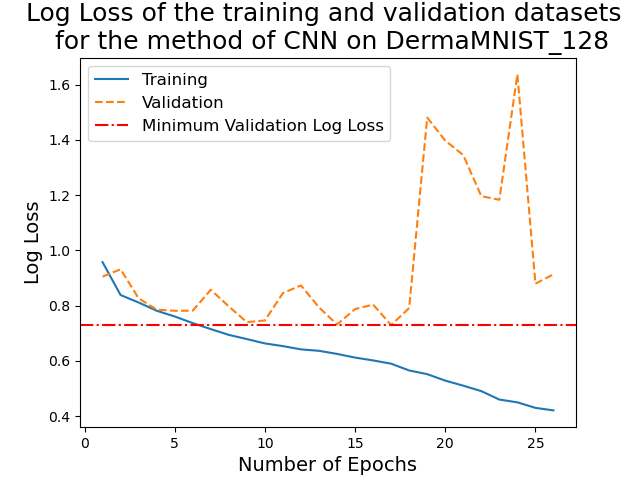 Log Loss of the training and validation datasets
for the method of CNN on DermaMNIST_128
Training
Validation
Minimum Validation Log Loss
1.6
1.4
1.2
1.0
0.8
0.6
0.4
Log Loss
0 5 10 15 20 25
Number of Epochs